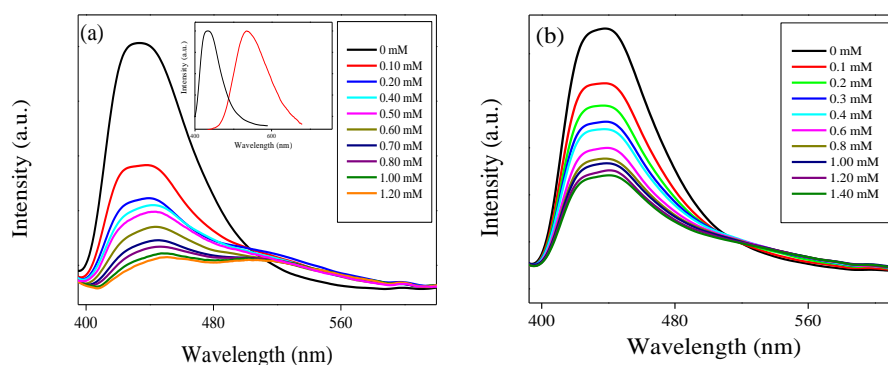 (a)
0 mM
0.10 mM
0.20 mM
0.40 mM
0.50 mM
0.60 mM
0.70 mM
0.80 mM
1.00 mM
1.20 mM
Intensity (a.u.)
400 600
Wavelength (nm)
Intensity (a.u.)
400 480 560
Wavelength (nm)
(b)
0 mM
0.1 mM
0.2 mM
0.3 mM
0.4 mM
0.6 mM
0.8 mM
1.00 mM
1.20 mM
1.40 mM
Intensity (a.u.)
400 480 560
Wavelength (nm)